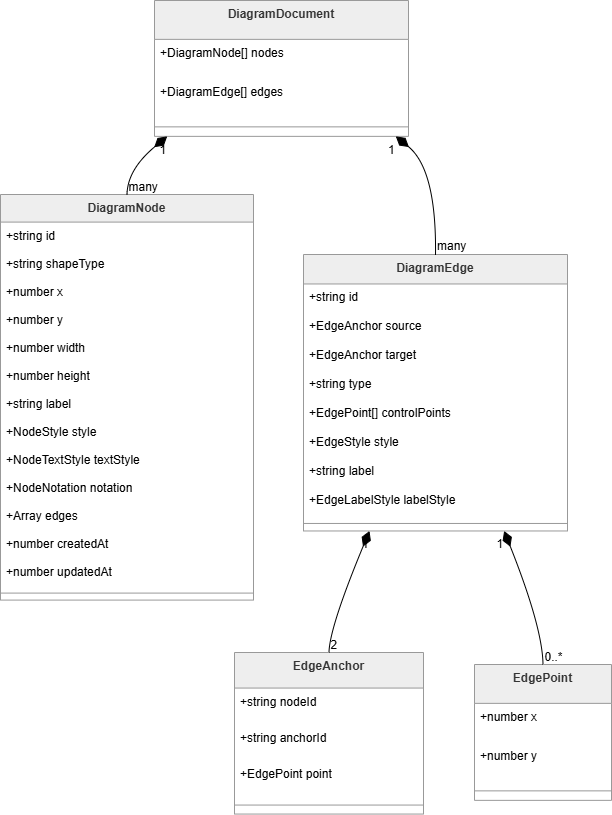 DiagramDocument
+DiagramNode[] nodes
+DiagramEdge[] edges
1
1
many
many
DiagramNode
+string id
+string shapeType
+number x
+number y
+number width
+number height
+string label
+NodeStyle style
+NodeTextStyle textStyle
+NodeNotation notation
+Array edges
+number createdAt
+number updatedAt
DiagramEdge
+string id
+EdgeAnchor source
+EdgeAnchor target
+string type
+EdgePoint[] controlPoints
+EdgeStyle style
+string label
+EdgeLabelStyle labelStyle
1
1
2
0..*
EdgeAnchor
+string nodeId
+string anchorId
+EdgePoint point
EdgePoint
+number x
+number y